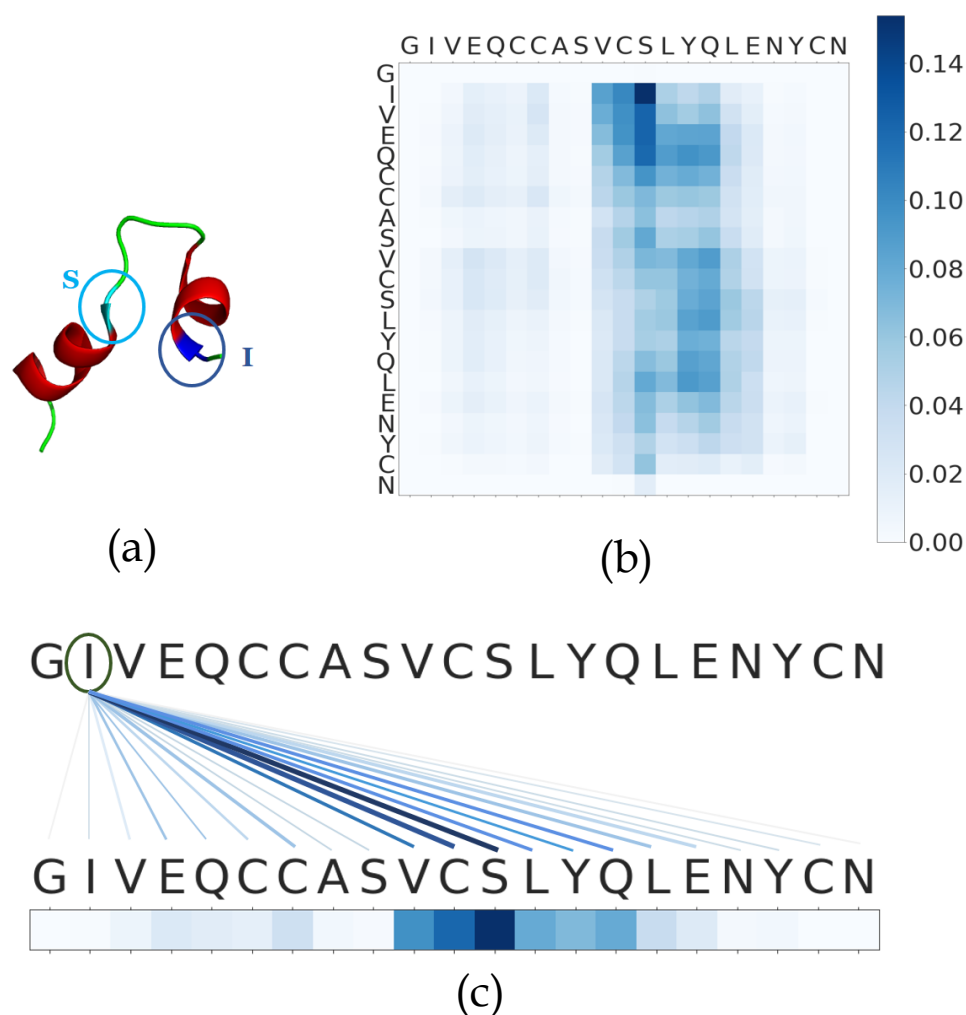 G I V E Q C C A S V C S L Y Q L E N Y C N
G
I
V
E
Q
C
C
A
S
V
C
S
L
Y
Q
L
E
N
Y
C
N
0.14
0.12
0.10
0.08
0.06
0.04
0.02
0.00
S
I
(a)
(b)
G I V E Q C C A S V C S L Y Q L E N Y C N
G I V E Q C C A S V C S L Y Q L E N Y C N
(c)